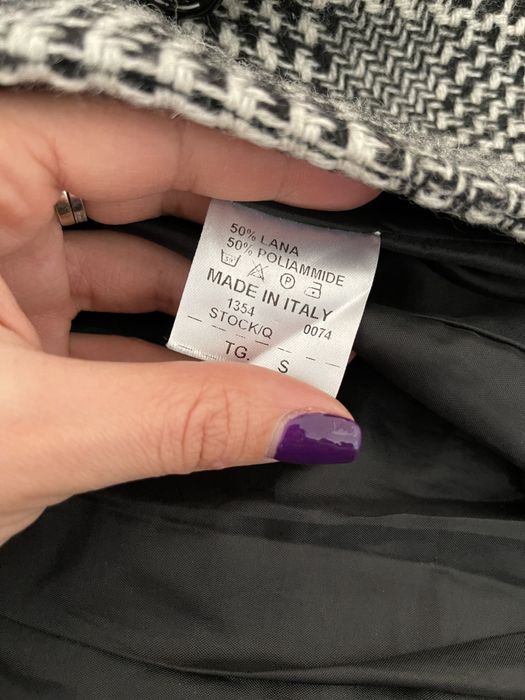 50% LANA
50% POLIAMMIDE
P
MADE IN ITALY
1354 0074
STOCK/Q
TG. S